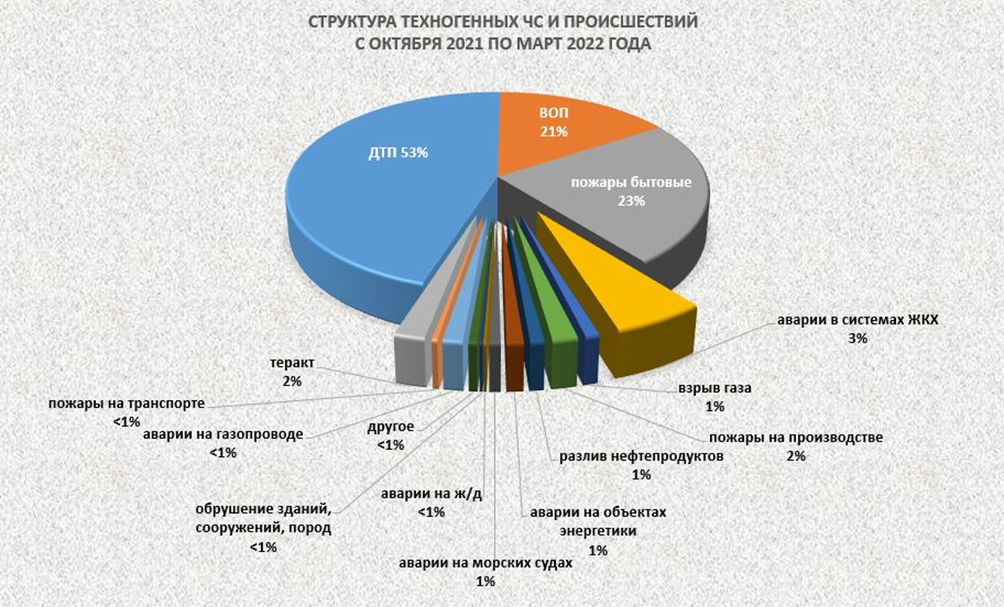 СТРУКТУРА ТЕХНОГЕННЫХ ЧС И ПРОИСШЕСТВИЙ
С ОКТЯБРЯ 2021 ПО МАРТ 2022 ГОДА
ВОП
21%
ДТП 53%
пожары бытовые
23%
аварии в системах ЖКХ
3%
теракт
2%
взрыв газа
1%
пожары на транспорте
<1%
аварии на газопроводе
<1%
другое
<1%
пожары на производстве
2%
разлив нефтепродуктов
1%
аварии на ж/д
<1%
обрушение зданий,
сооружений, пород
<1%
аварии на объектах
энергетики
1%
аварии на морских судах
1%